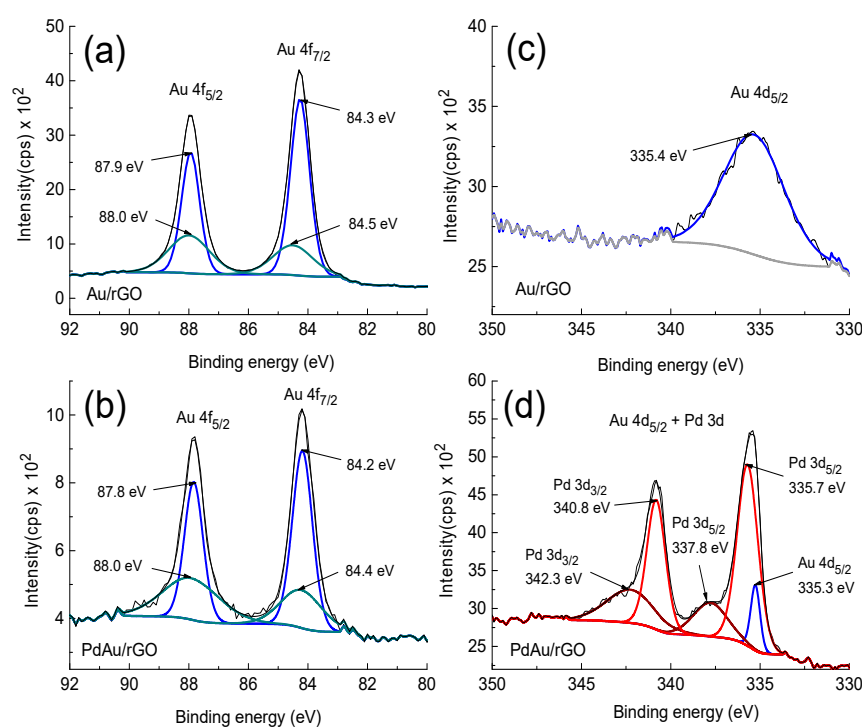 (a)
Au 4f7/2
Au 4f5/2
84.3 eV
87.9 eV
88.0 eV
84.5 eV
Intensity(cps) x 10²
50
40
30
20
10
0
Au/rGO
92 90 88 86 84 82 80
Binding energy (eV)
(c)
Au 4d5/2
335.4 eV
Intensity(cps) x 10²
40
33
25
Au/rGO
350 345 340 335 330
Binding energy (eV)
(b)
Au 4f7/2
Au 4f5/2
84.2 eV
87.8 eV
88.0 eV
84.4 eV
Intensity(cps) x 10²
10
8
6
4
PdAu/rGO
92 90 88 86 84 82 80
Binding energy (eV)
(d)
Au 4d5/2 + Pd 3d
Pd 3d5/2
335.7 eV
Pd 3d3/2
340.8 eV
Pd 3d5/2
337.8 eV
Pd 3d3/2
342.3 eV
Au 4d5/2
335.3 eV
Intensity(cps) x 10²
60
55
50
45
40
35
30
25
PdAu/rGO
350 345 340 335 330
Binding energy (eV)